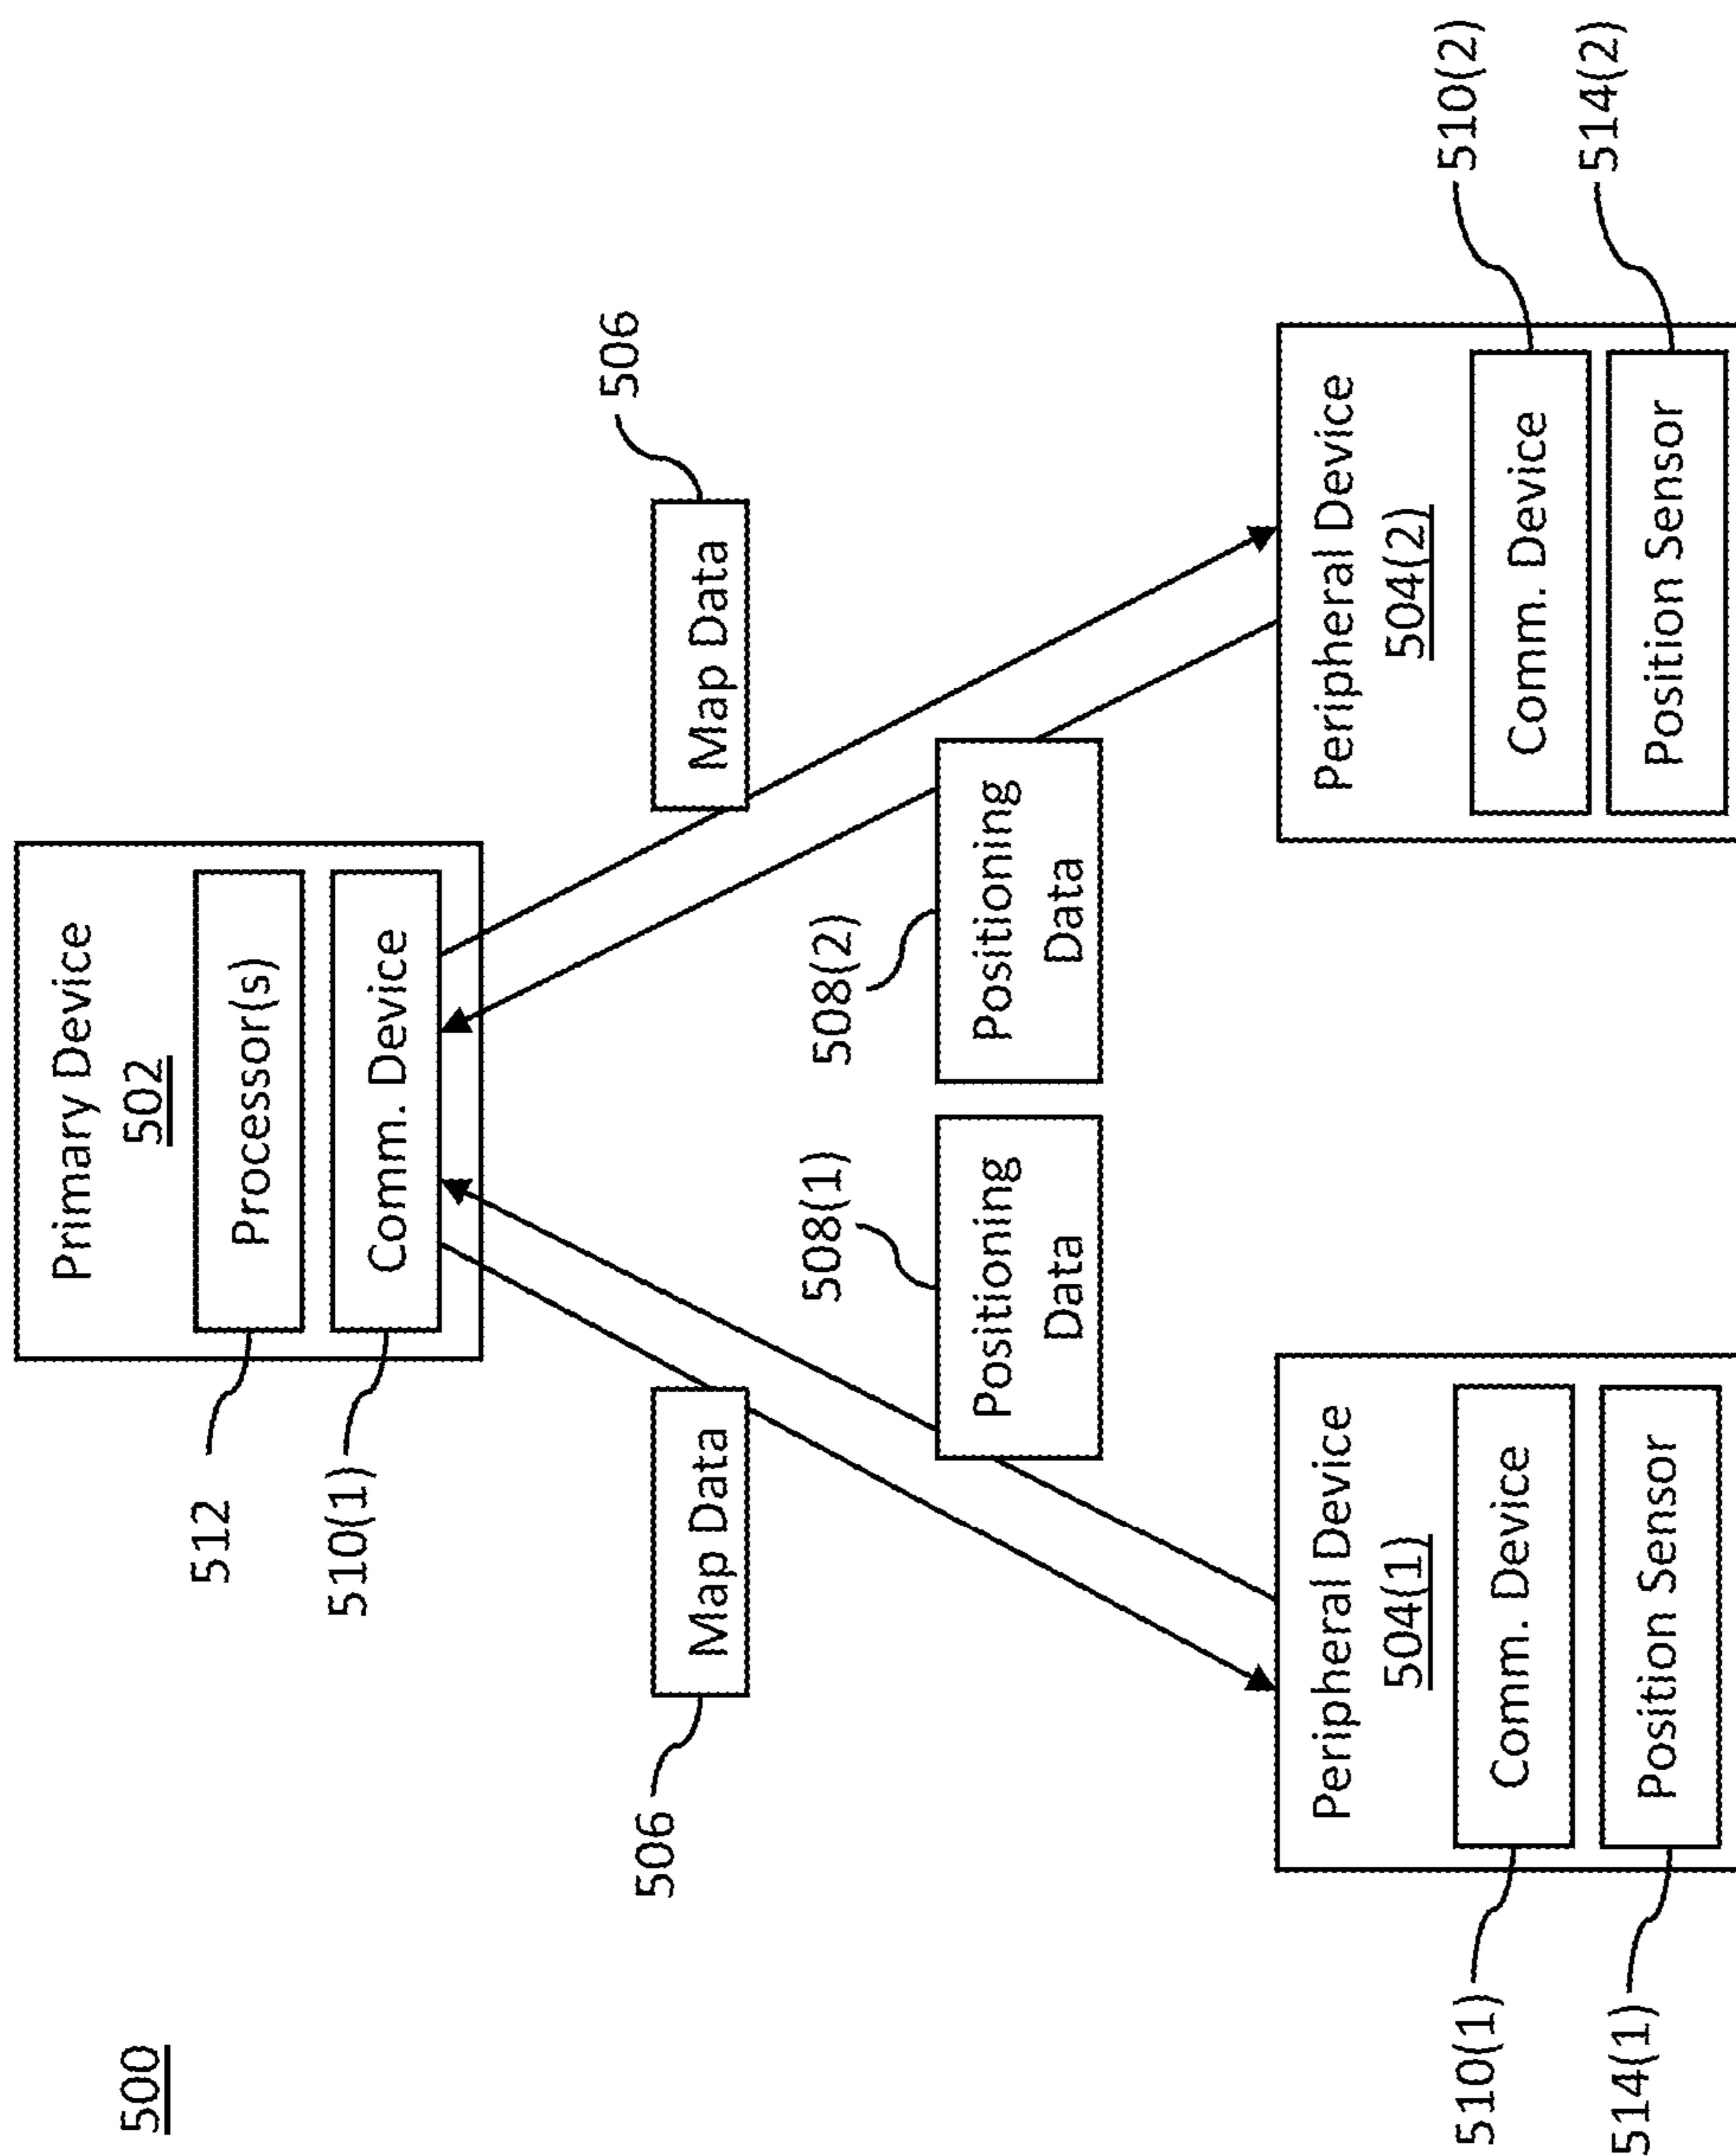 500
Primary Device
502
Processor(s)
Comm. Device
512
510(1)
Map Data
506
Map Data
506
508(1)
Positioning
Data
508(2)
Positioning
Data
Peripheral Device
504(1)
Comm. Device
Position Sensor
510(1)
514(1)
Peripheral Device
504(2)
Comm. Device
Position Sensor
510(2)
514(2)